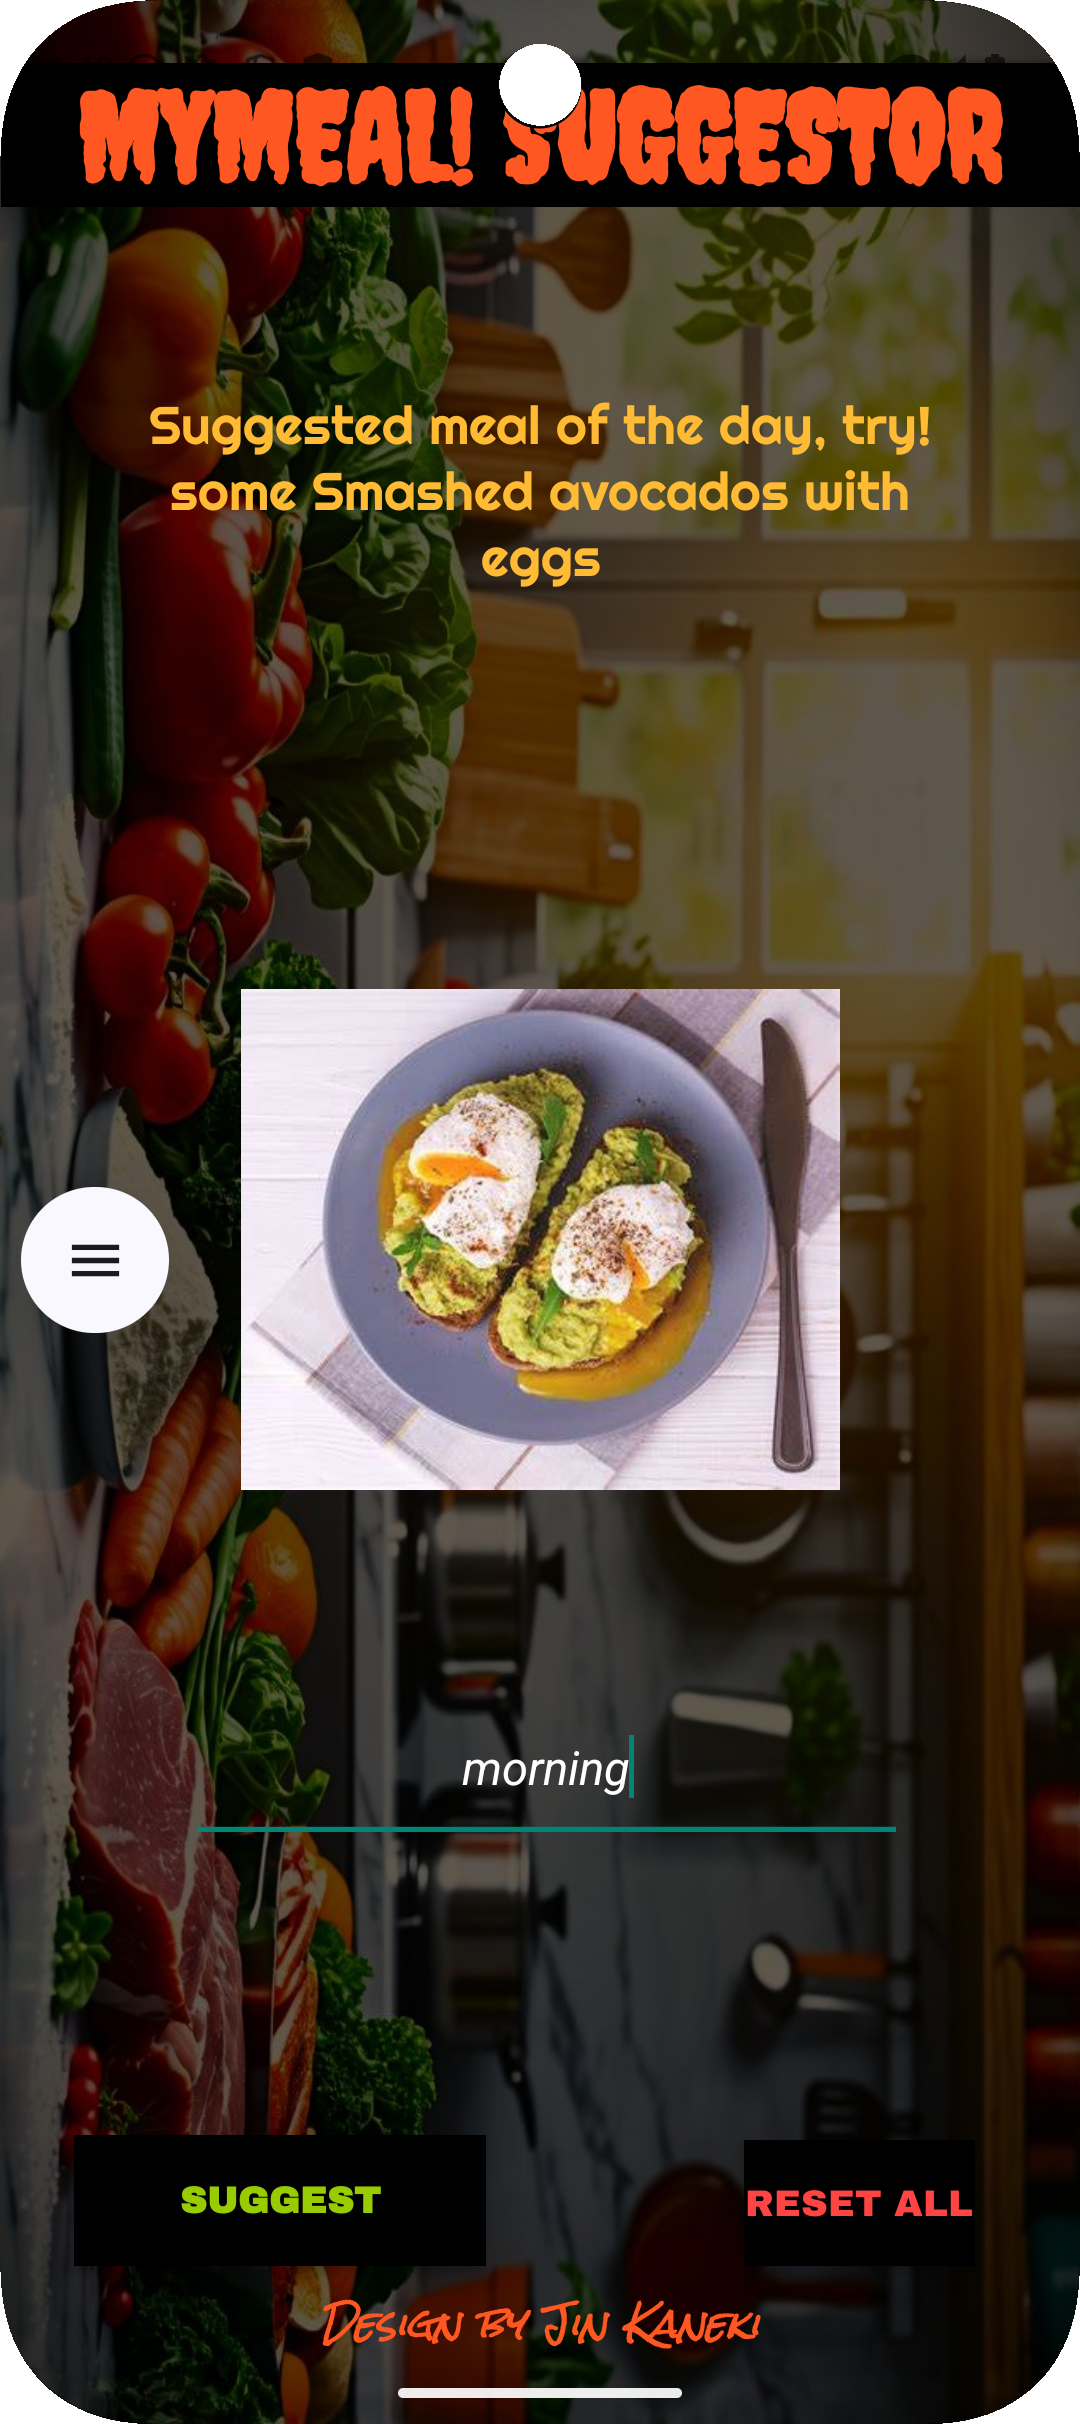 MYMEAL! SUGGESTOR
Suggested meal of the day, try!
some Smashed avocados with
eggs
morning
SUGGEST
RESET ALL
Design by Jin Kaneki